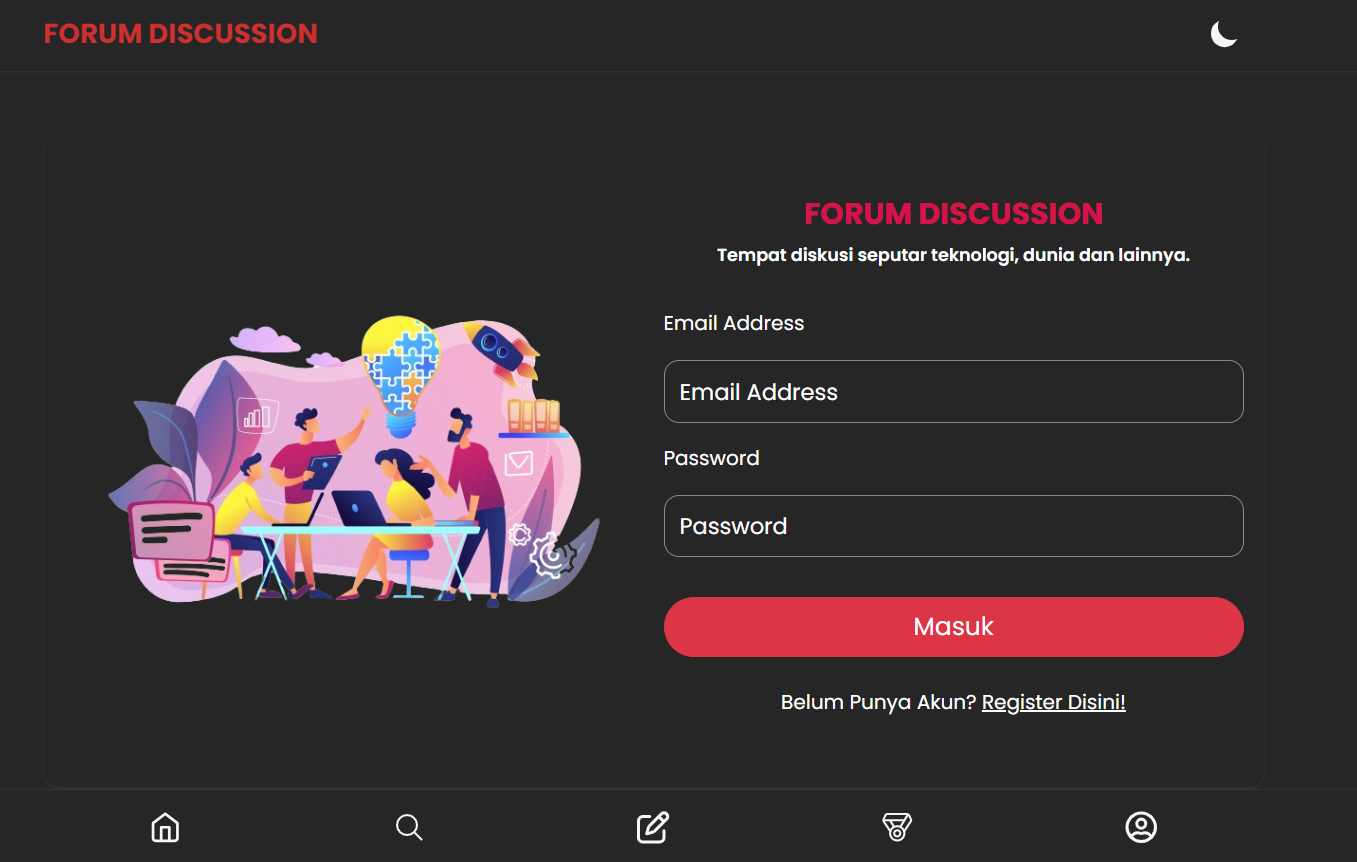 FORUM DISCUSSION
FORUM DISCUSSION
Tempat diskusi seputar teknologi, dunia dan lainnya.
Email Address
Email Address
Password
Password
Masuk
Belum Punya Akun? Register Disini!